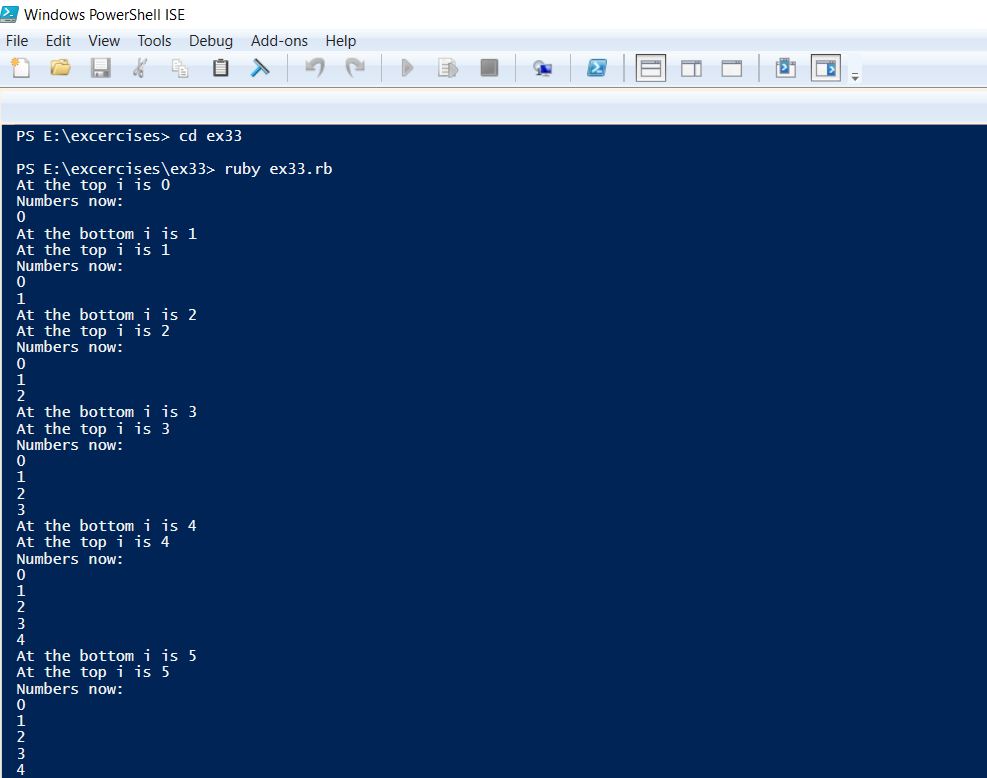 Windows PowerShell ISE
File Edit View Tools Debug Add-ons Help
PS E:\excercises> cd ex33
PS E:\excercises\ex33> ruby ex33.rb
At the top i is 0
Numbers now:
0
At the bottom i is 1
At the top i is 1
Numbers now:
0
1
At the bottom i is 2
At the top i is 2
Numbers now:
0
1
2
At the bottom i is 3
At the top i is 3
Numbers now:
0
1
2
3
At the bottom i is 4
At the top i is 4
Numbers now:
0
1
2
3
4
At the bottom i is 5
At the top i is 5
Numbers now:
0
1
2
3
4